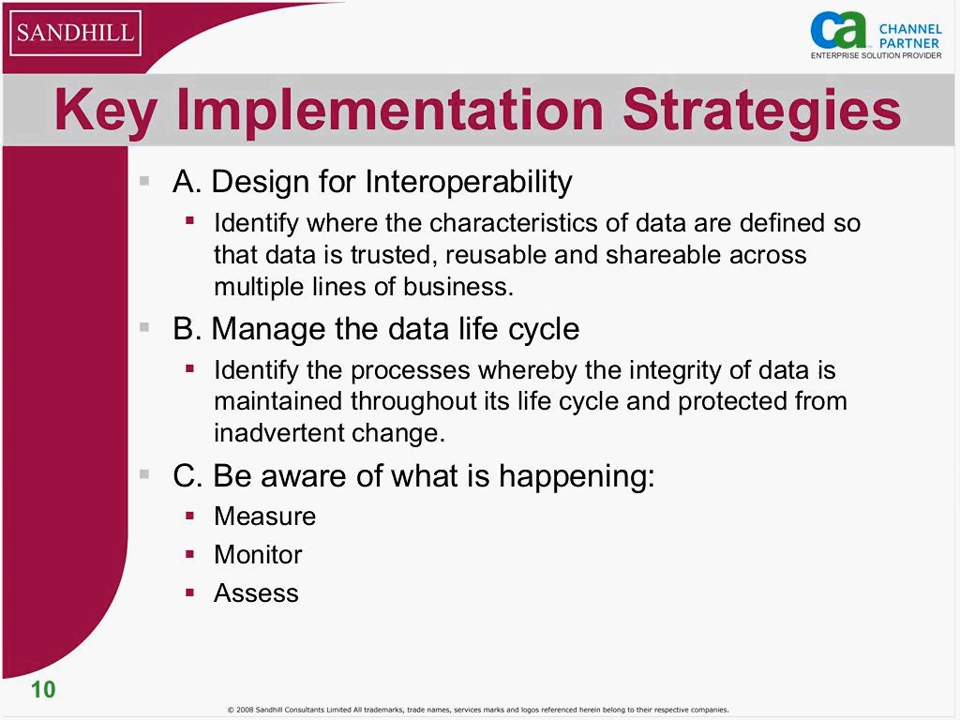 SANDHILL
ca CHANNEL
PARTNER
ENTERPRISE SOLUTION PROVIDER
Key Implementation Strategies
A. Design for Interoperability
Identify where the characteristics of data are defined so
that data is trusted, reusable and shareable across
multiple lines of business.
B. Manage the data life cycle
Identify the processes whereby the integrity of data is
maintained throughout its life cycle and protected from
inadvertent change.
C. Be aware of what is happening:
Measure
Monitor
Assess
10
© 2008 Sandhill Consultants Limited All trademarks, trade names, services marks and logos referenced herein belong to their respective companies.